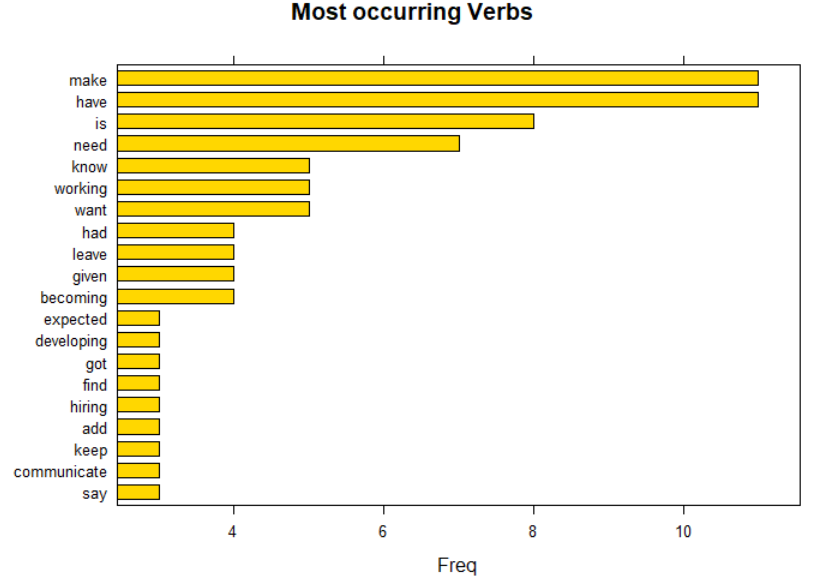 Most occurring Verbs
make
have
is
need
know
working
want
had
leave
given
becoming
expected
developing
got
find
hiring
add
keep
communicate
say
4 6 8 10
Freq